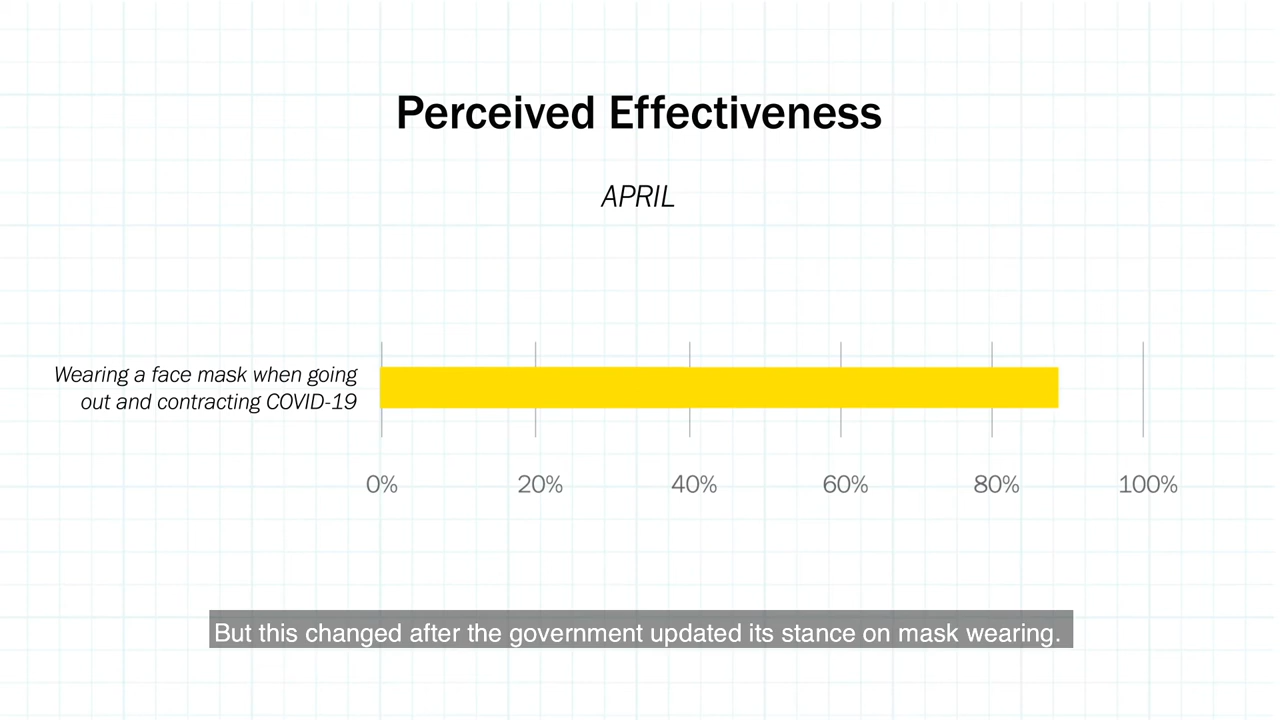 Perceived Effectiveness
APRIL
Wearing a face mask when going
out and contracting COVID-19
0% 20% 40% 60% 80% 100%
But this changed after the government updated its stance on mask wearing.